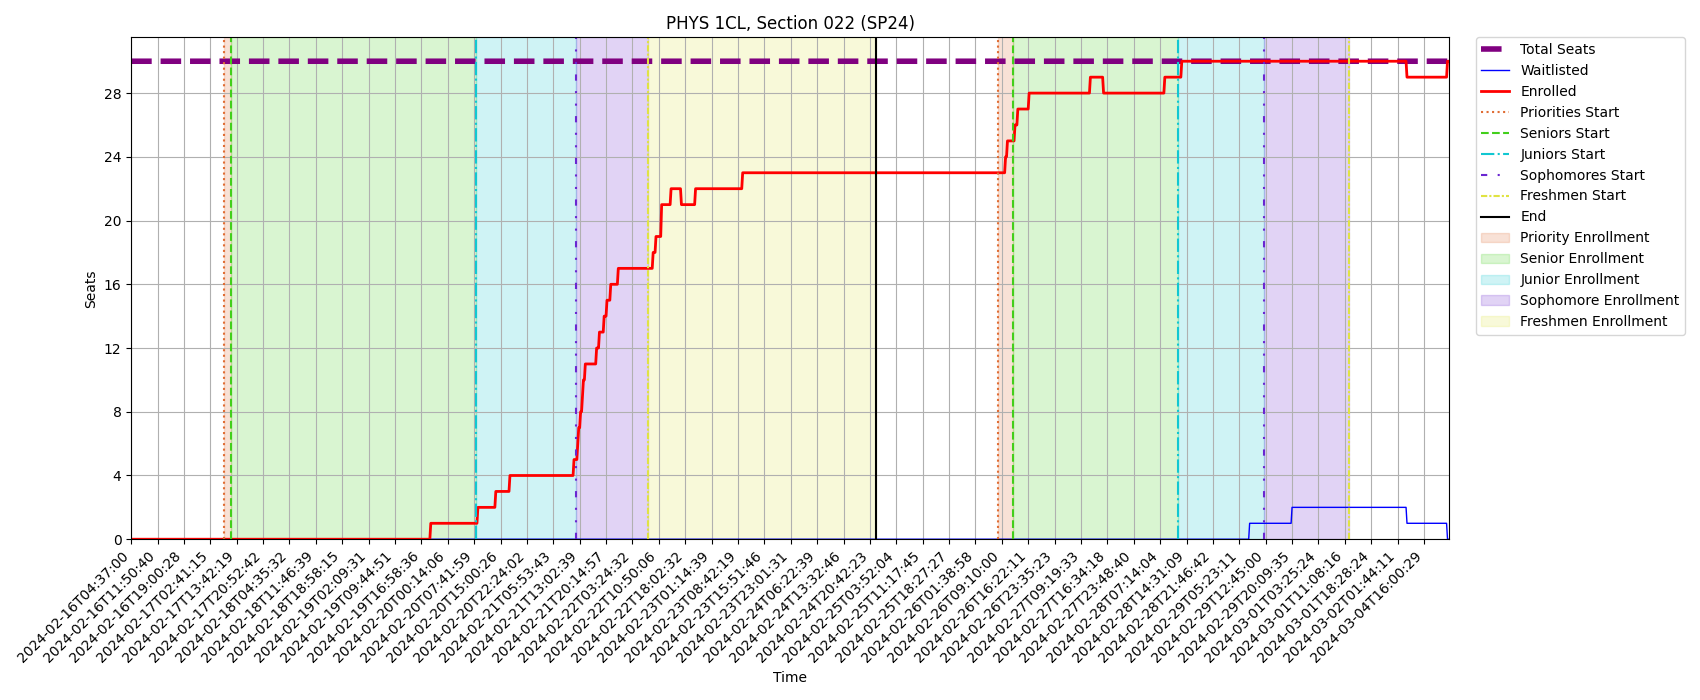 PHYS 1CL, Section 022 (SP24)
Seats
28
24
20
16
12
8
4
0
2024-02-16T04:37:00
2024-02-16T11:50:40
2024-02-16T19:00:28
2024-02-17T02:41:15
2024-02-17T13:42:19
2024-02-17T20:52:42
2024-02-18T04:35:32
2024-02-18T11:46:39
2024-02-18T18:58:15
2024-02-19T02:09:31
2024-02-19T09:44:51
2024-02-19T16:58:36
2024-02-20T00:14:06
2024-02-20T07:41:59
2024-02-20T15:00:26
2024-02-20T22:24:02
2024-02-21T05:53:43
2024-02-21T13:02:39
2024-02-21T20:14:57
2024-02-22T03:24:32
2024-02-22T10:50:06
2024-02-22T18:02:32
2024-02-23T01:14:39
2024-02-23T08:42:19
2024-02-23T15:51:46
2024-02-23T23:01:31
2024-02-24T06:22:39
2024-02-24T13:32:46
2024-02-24T20:42:23
2024-02-25T03:52:04
2024-02-25T11:17:45
2024-02-25T18:27:27
2024-02-26T01:38:58
2024-02-26T09:10:00
2024-02-26T16:22:11
2024-02-26T23:35:23
2024-02-27T09:19:33
2024-02-27T16:34:18
2024-02-27T23:48:40
2024-02-28T07:14:04
2024-02-28T14:31:09
2024-02-28T21:46:42
2024-02-29T05:23:11
2024-02-29T12:45:00
2024-02-29T20:09:35
2024-03-01T03:25:24
2024-03-01T11:08:16
2024-03-01T18:28:24
2024-03-02T01:44:11
2024-03-04T16:00:29
Time
Total Seats
Waitlisted
Enrolled
Priorities Start
Seniors Start
Juniors Start
Sophomores Start
Freshmen Start
End
Priority Enrollment
Senior Enrollment
Junior Enrollment
Sophomore Enrollment
Freshmen Enrollment